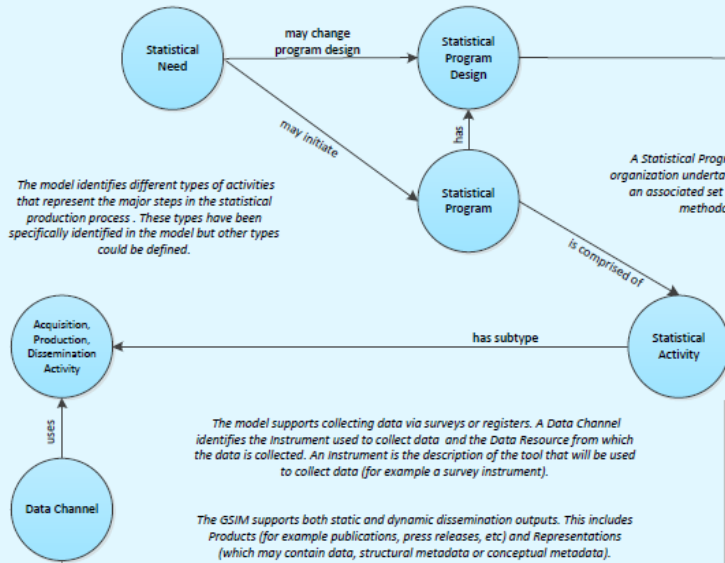 Statistical
Need
may change
program design
Statistical
Program
Design
may initiate
has
The model identifies different types of activities
that represent the major steps in the statistical
production process . These types have been
specifically identified in the model but other types
could be defined.
Statistical
Program
A Statistical Progr
organization underta
an associated set
methodo
is comprised of
Acquisition,
Production,
Dissemination
Activity
has subtype
Statistical
Activity
uses
The model supports collecting data via surveys or registers. A Data Channel
identifies the Instrument used to collect data and the Data Resource from which
the data is collected. An Instrument is the description of the tool that will be used
to collect data (for example a survey instrument).
Data Channel
The GSIM supports both static and dynamic dissemination outputs. This includes
Products (for example publications, press releases, etc) and Representations
(which may contain data, structural metadata or conceptual metadata).